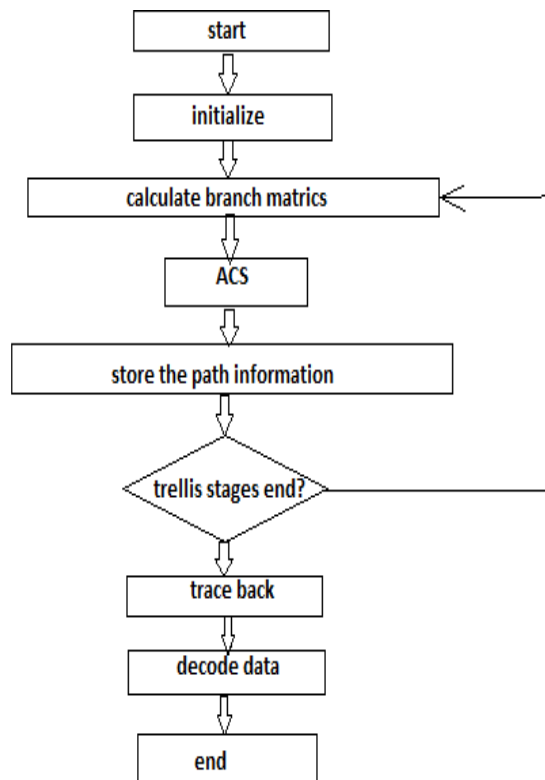 start
initialize
calculate branch matrics
ACS
store the path information
trellis stages end?
trace back
decode data
end